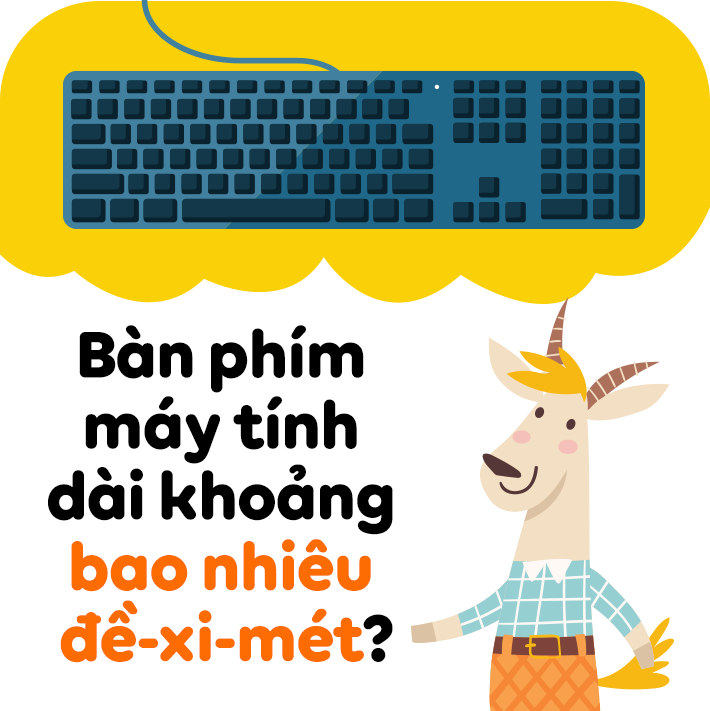 Bàn phím
máy tính
dài khoảng
bao nhiêu
đề-xi-mét?